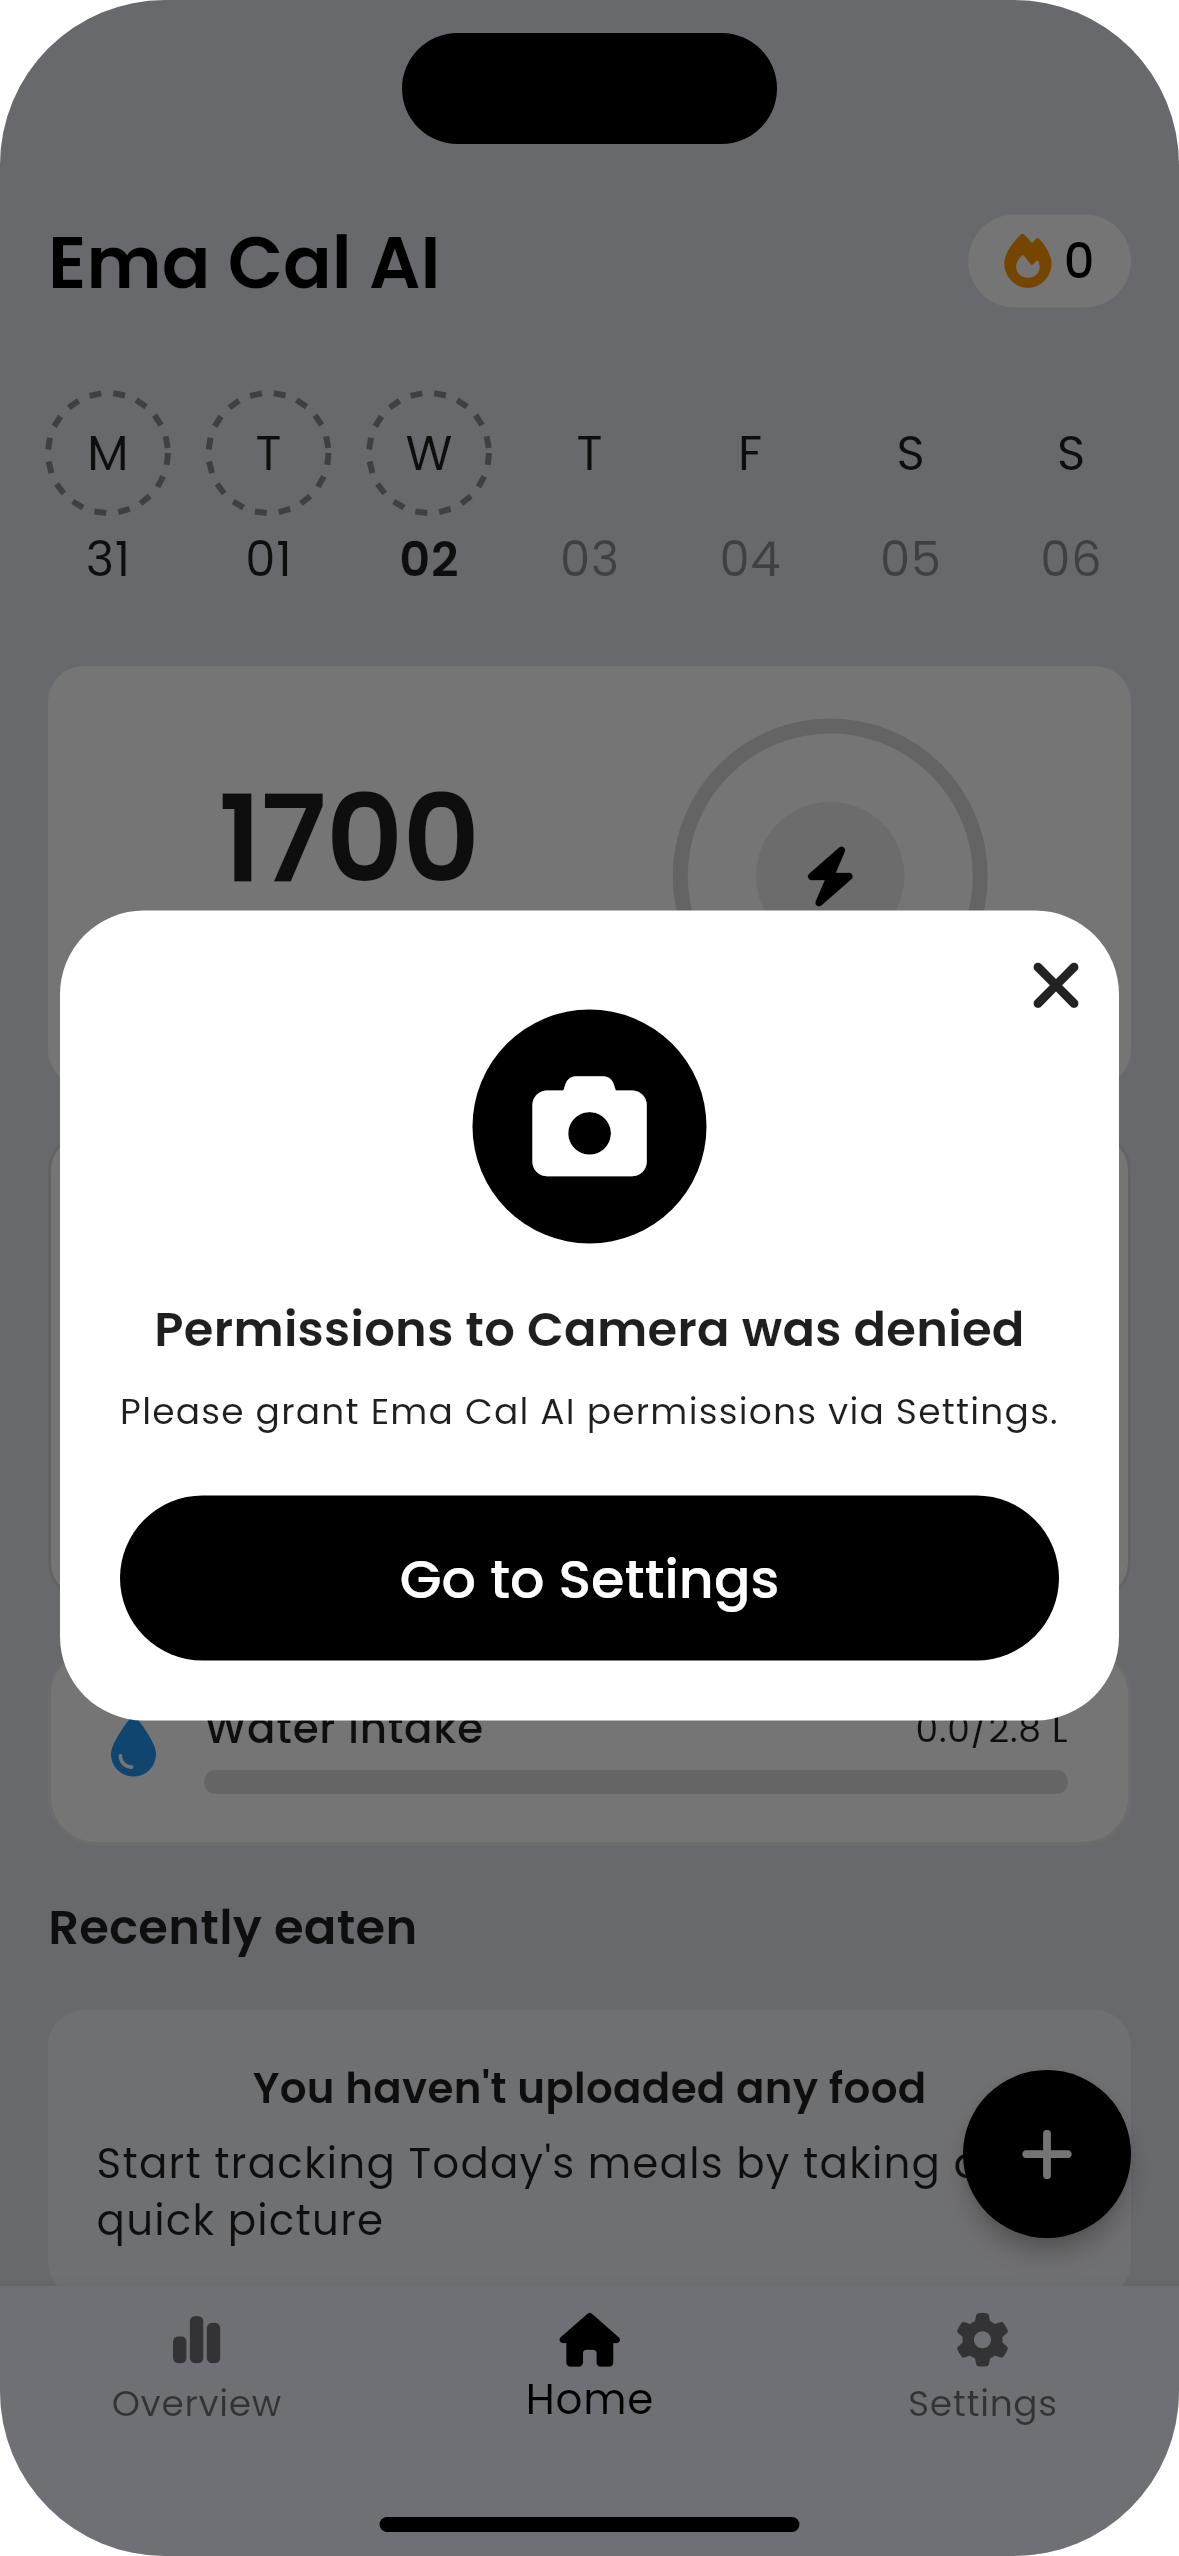 Ema Cal AI
0
M T W T F S S
31 01 02 03 04 05 06
1700
Permissions to Camera was denied
Please grant Ema Cal AI permissions via Settings.
Go to Settings
Water Intake 0.0/2.8 L
Recently eaten
You haven't uploaded any food
Start tracking Today's meals by taking
quick picture
Overview Home Settings